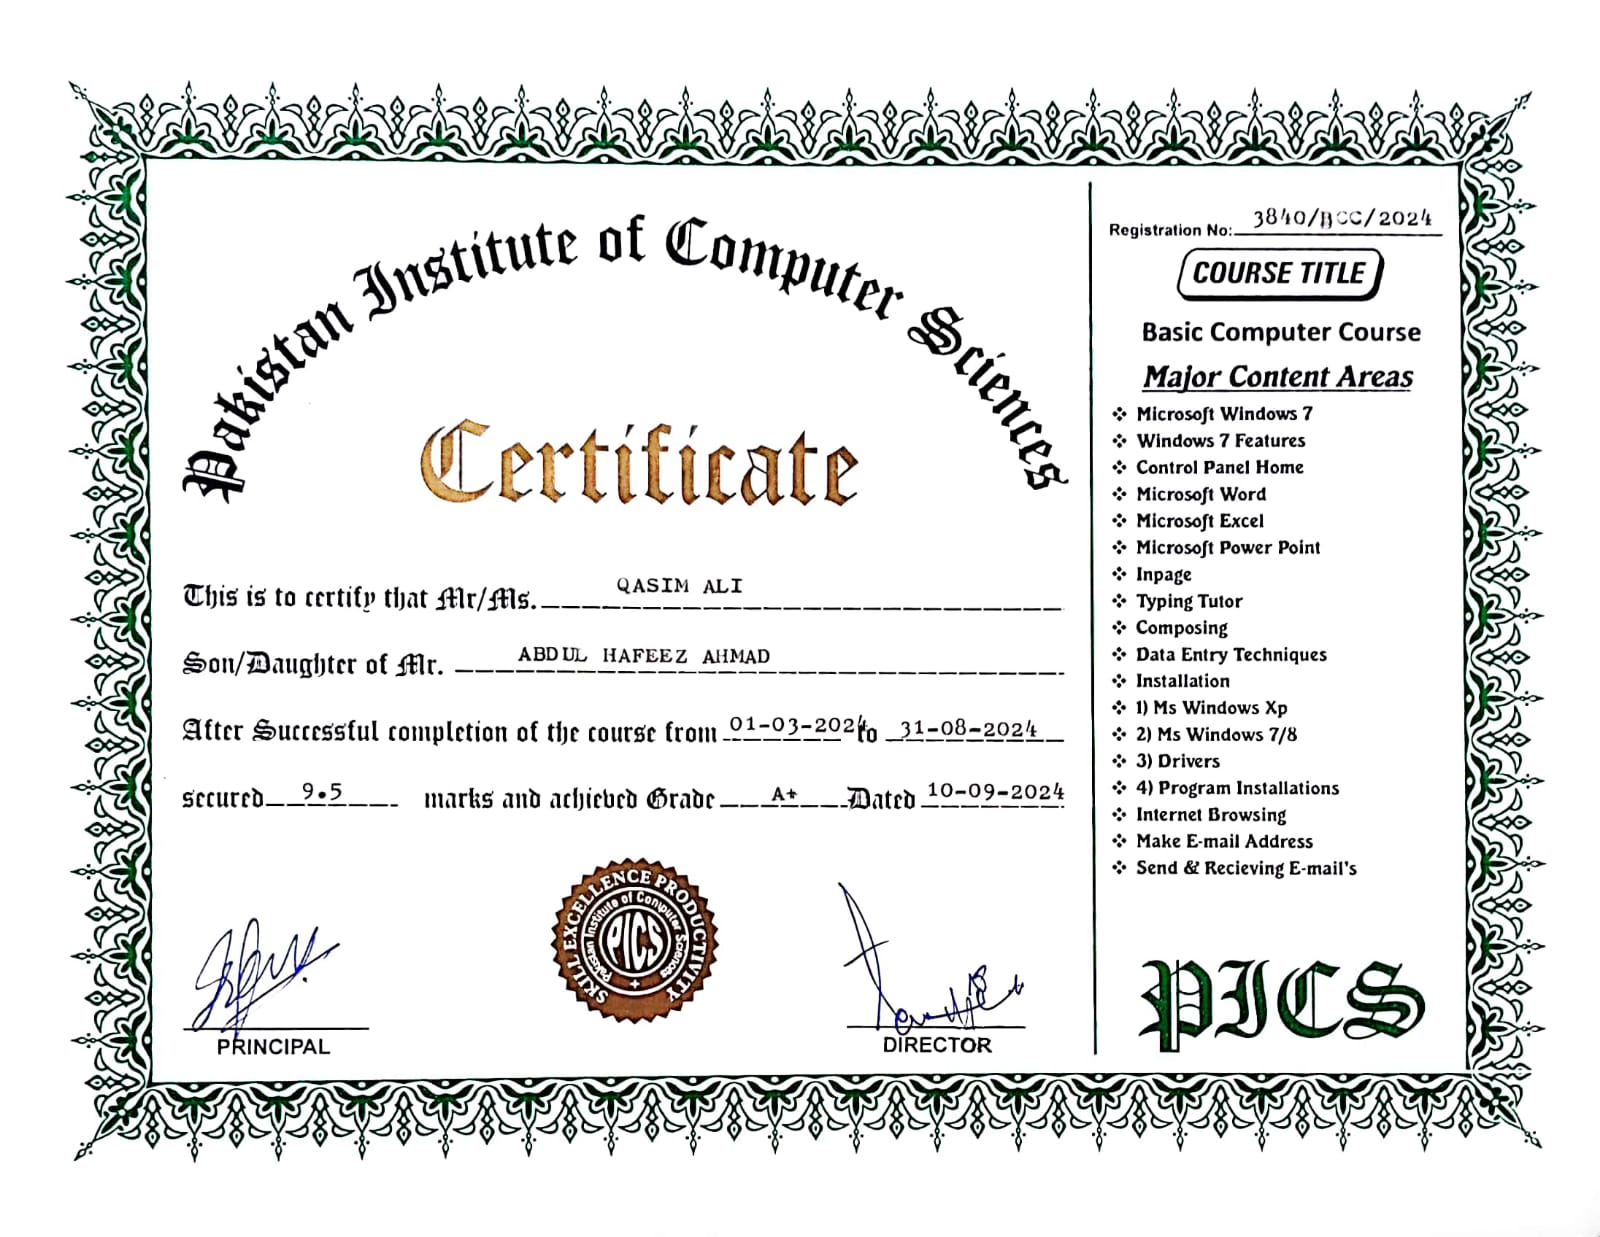 Pakistan Institute of Computer Sciences
Certificate
This is to certify that Mr/Ms. QASIM ALI
Son/Daughter of Mr. ABDUL HAFEEZ AHMAD
After Successful completion of the course from 01-03-2024 to 31-08-2024
secured 9.5 marks and achieved Grade A+ Dated 10-09-2024
SKILL EXCELLENCE PRODUCTIVITY
Pakistan Institute of Computer Sciences
PICS
PRINCIPAL
DIRECTOR
Registration No: 3840/BCC/2024
COURSE TITLE
Basic Computer Course
Major Content Areas
❖ Microsoft Windows 7
❖ Windows 7 Features
❖ Control Panel Home
❖ Microsoft Word
❖ Microsoft Excel
❖ Microsoft Power Point
❖ Inpage
❖ Typing Tutor
❖ Composing
❖ Data Entry Techniques
❖ Installation
❖ 1) Ms Windows Xp
❖ 2) Ms Windows 7/8
❖ 3) Drivers
❖ 4) Program Installations
❖ Internet Browsing
❖ Make E-mail Address
❖ Send & Recieving E-mail's
PICS